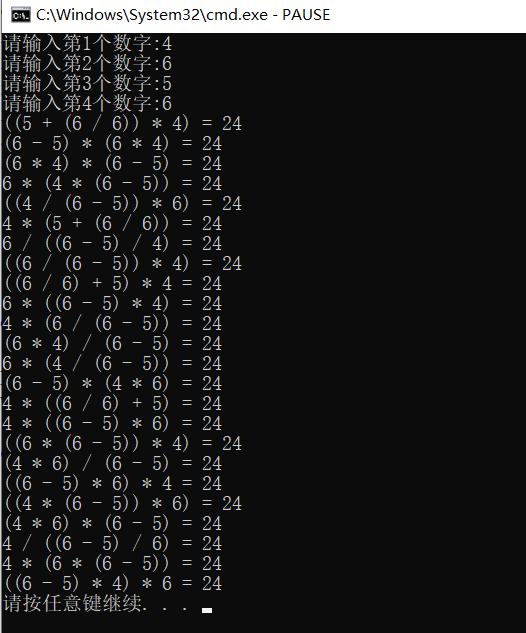 C:\Windows\System32\cmd.exe - PAUSE
请输入第1个数字:4
请输入第2个数字:6
请输入第3个数字:5
请输入第4个数字:6
((5 + (6 / 6)) * 4) = 24
(6 - 5) * (6 * 4) = 24
(6 * 4) * (6 - 5) = 24
6 * (4 * (6 - 5)) = 24
((4 / (6 - 5)) * 6) = 24
4 * (5 + (6 / 6)) = 24
6 / ((6 - 5) / 4) = 24
((6 / (6 - 5)) * 4) = 24
((6 / 6) + 5) * 4 = 24
6 * ((6 - 5) * 4) = 24
4 * (6 / (6 - 5)) = 24
(6 * 4) / (6 - 5) = 24
6 * (4 / (6 - 5)) = 24
(6 - 5) * (4 * 6) = 24
4 * ((6 / 6) + 5) = 24
4 * ((6 - 5) * 6) = 24
((6 * (6 - 5)) * 4) = 24
(4 * 6) / (6 - 5) = 24
((6 - 5) * 6) * 4 = 24
((4 * (6 - 5)) * 6) = 24
(4 * 6) * (6 - 5) = 24
4 / ((6 - 5) / 6) = 24
4 * (6 * (6 - 5)) = 24
((6 - 5) * 4) * 6 = 24
请按任意键继续. . .